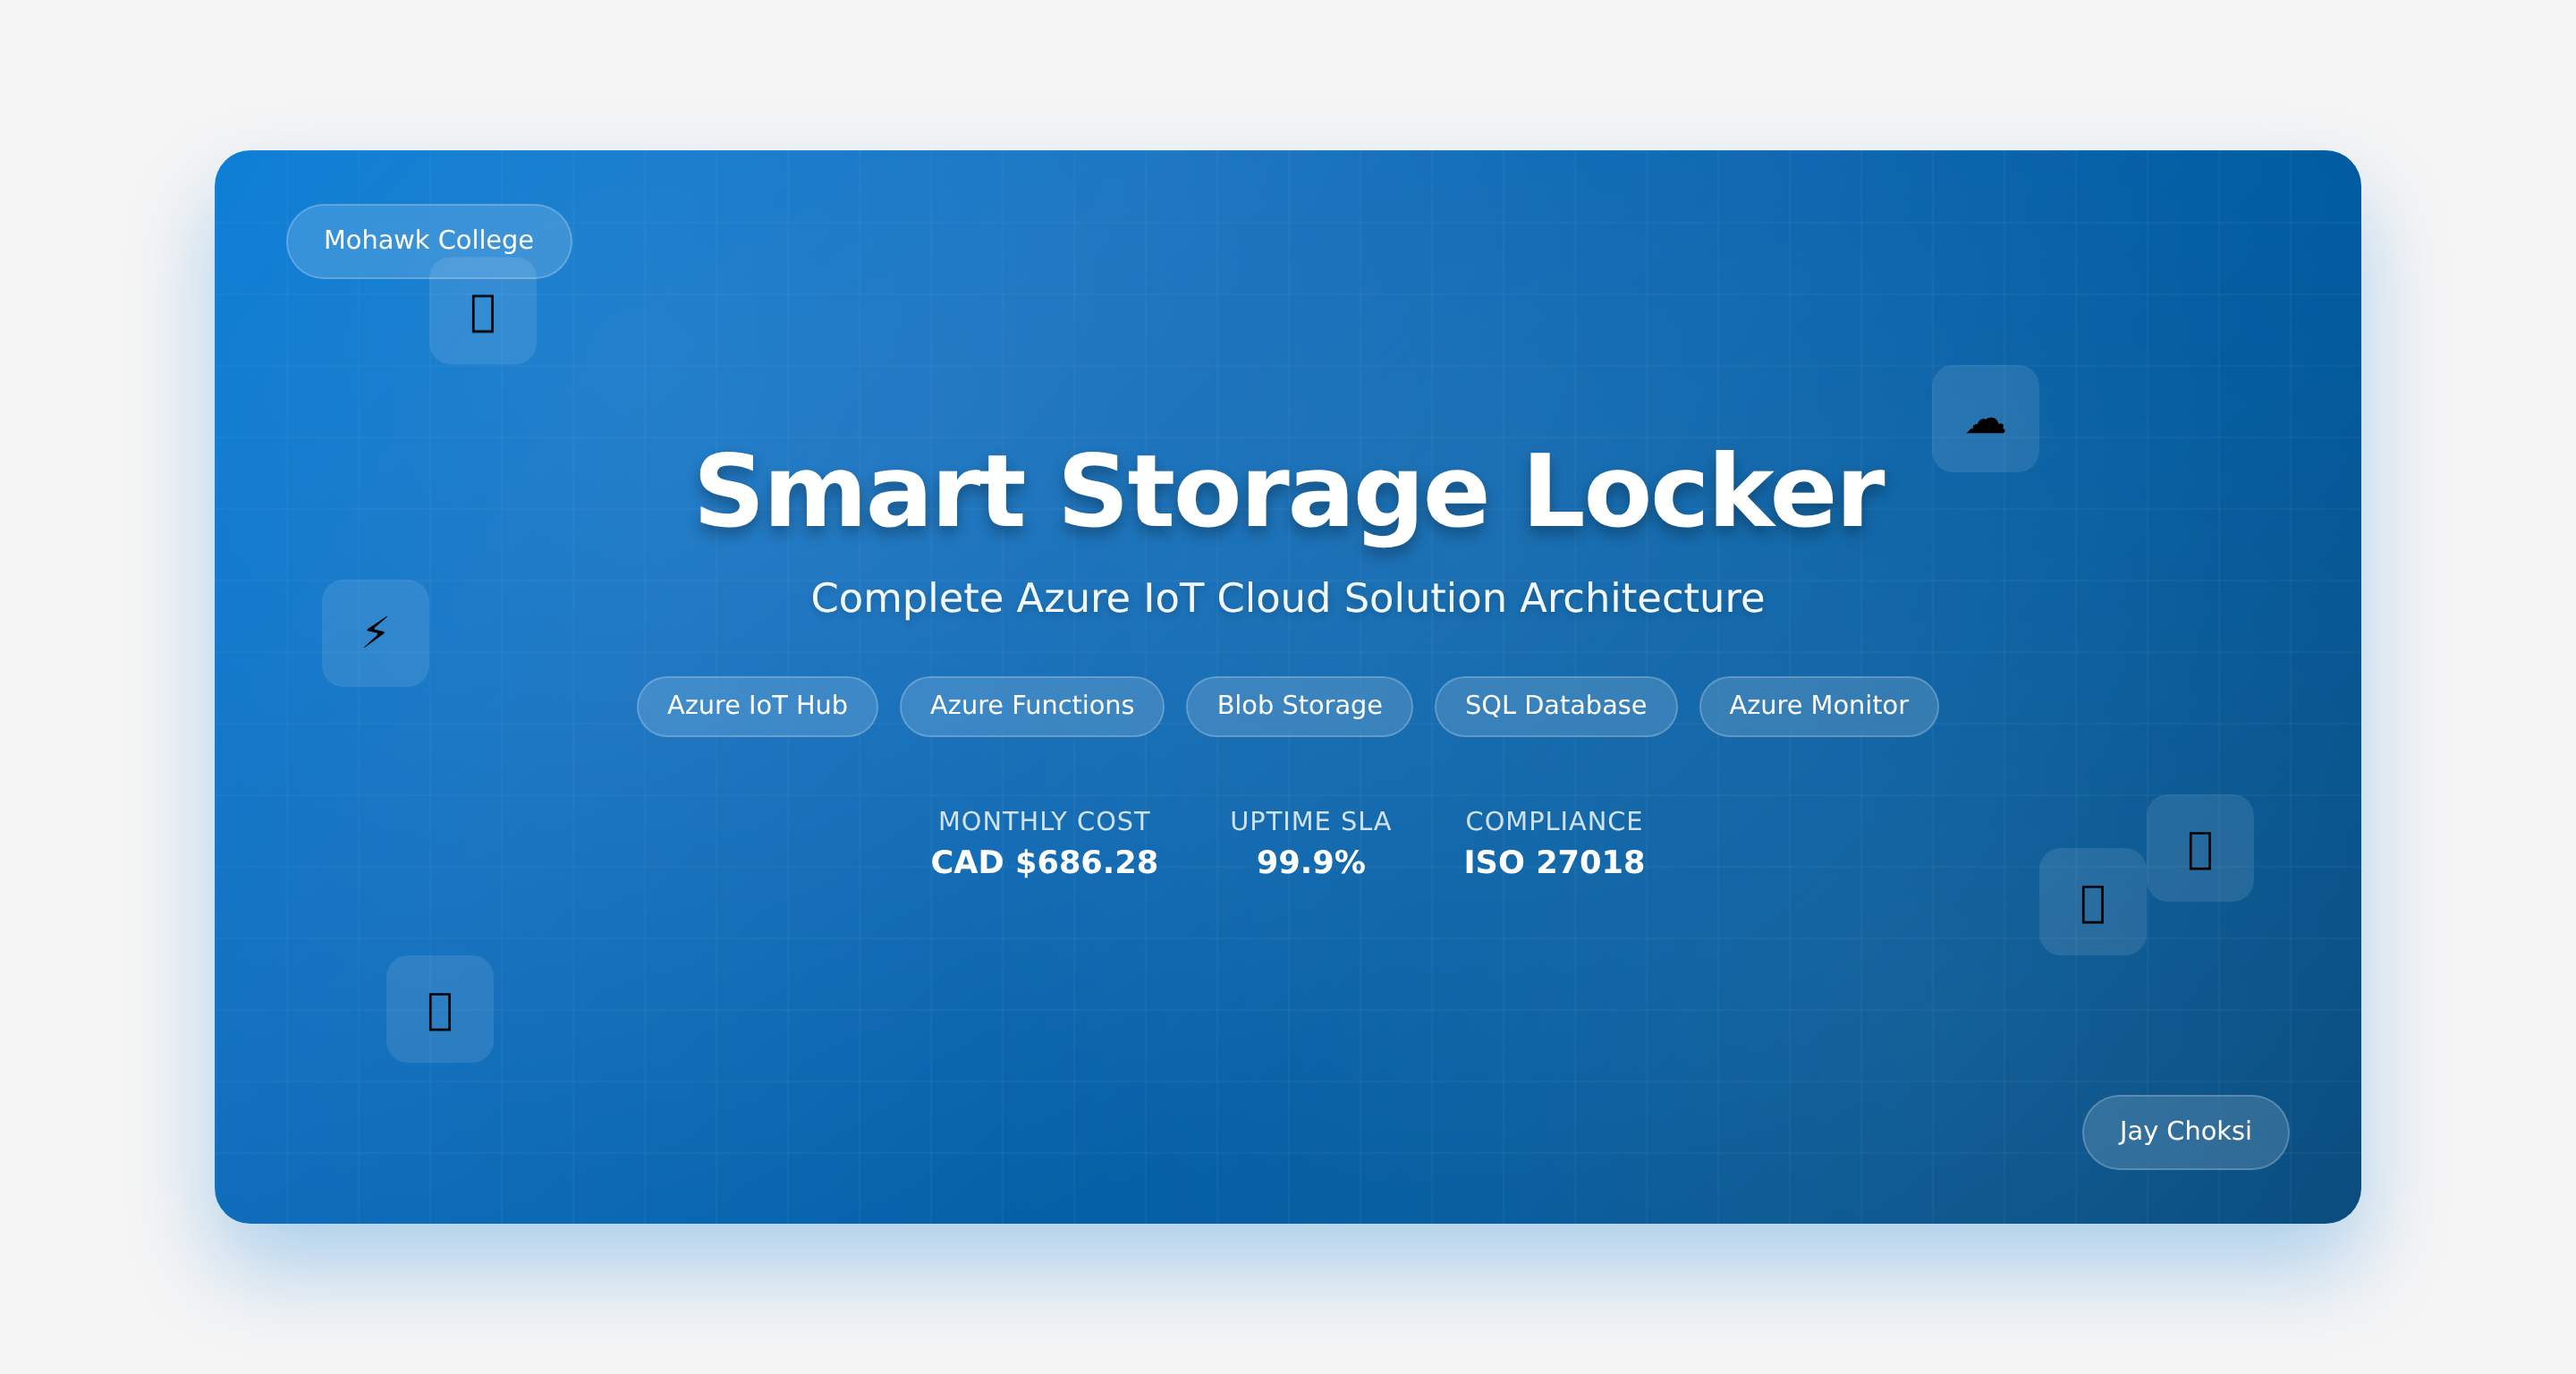 Mohawk College
Smart Storage Locker
Complete Azure IoT Cloud Solution Architecture
Azure IoT Hub
Azure Functions
Blob Storage
SQL Database
Azure Monitor
MONTHLY COST
CAD $686.28
UPTIME SLA
99.9%
COMPLIANCE
ISO 27018
Jay Choksi